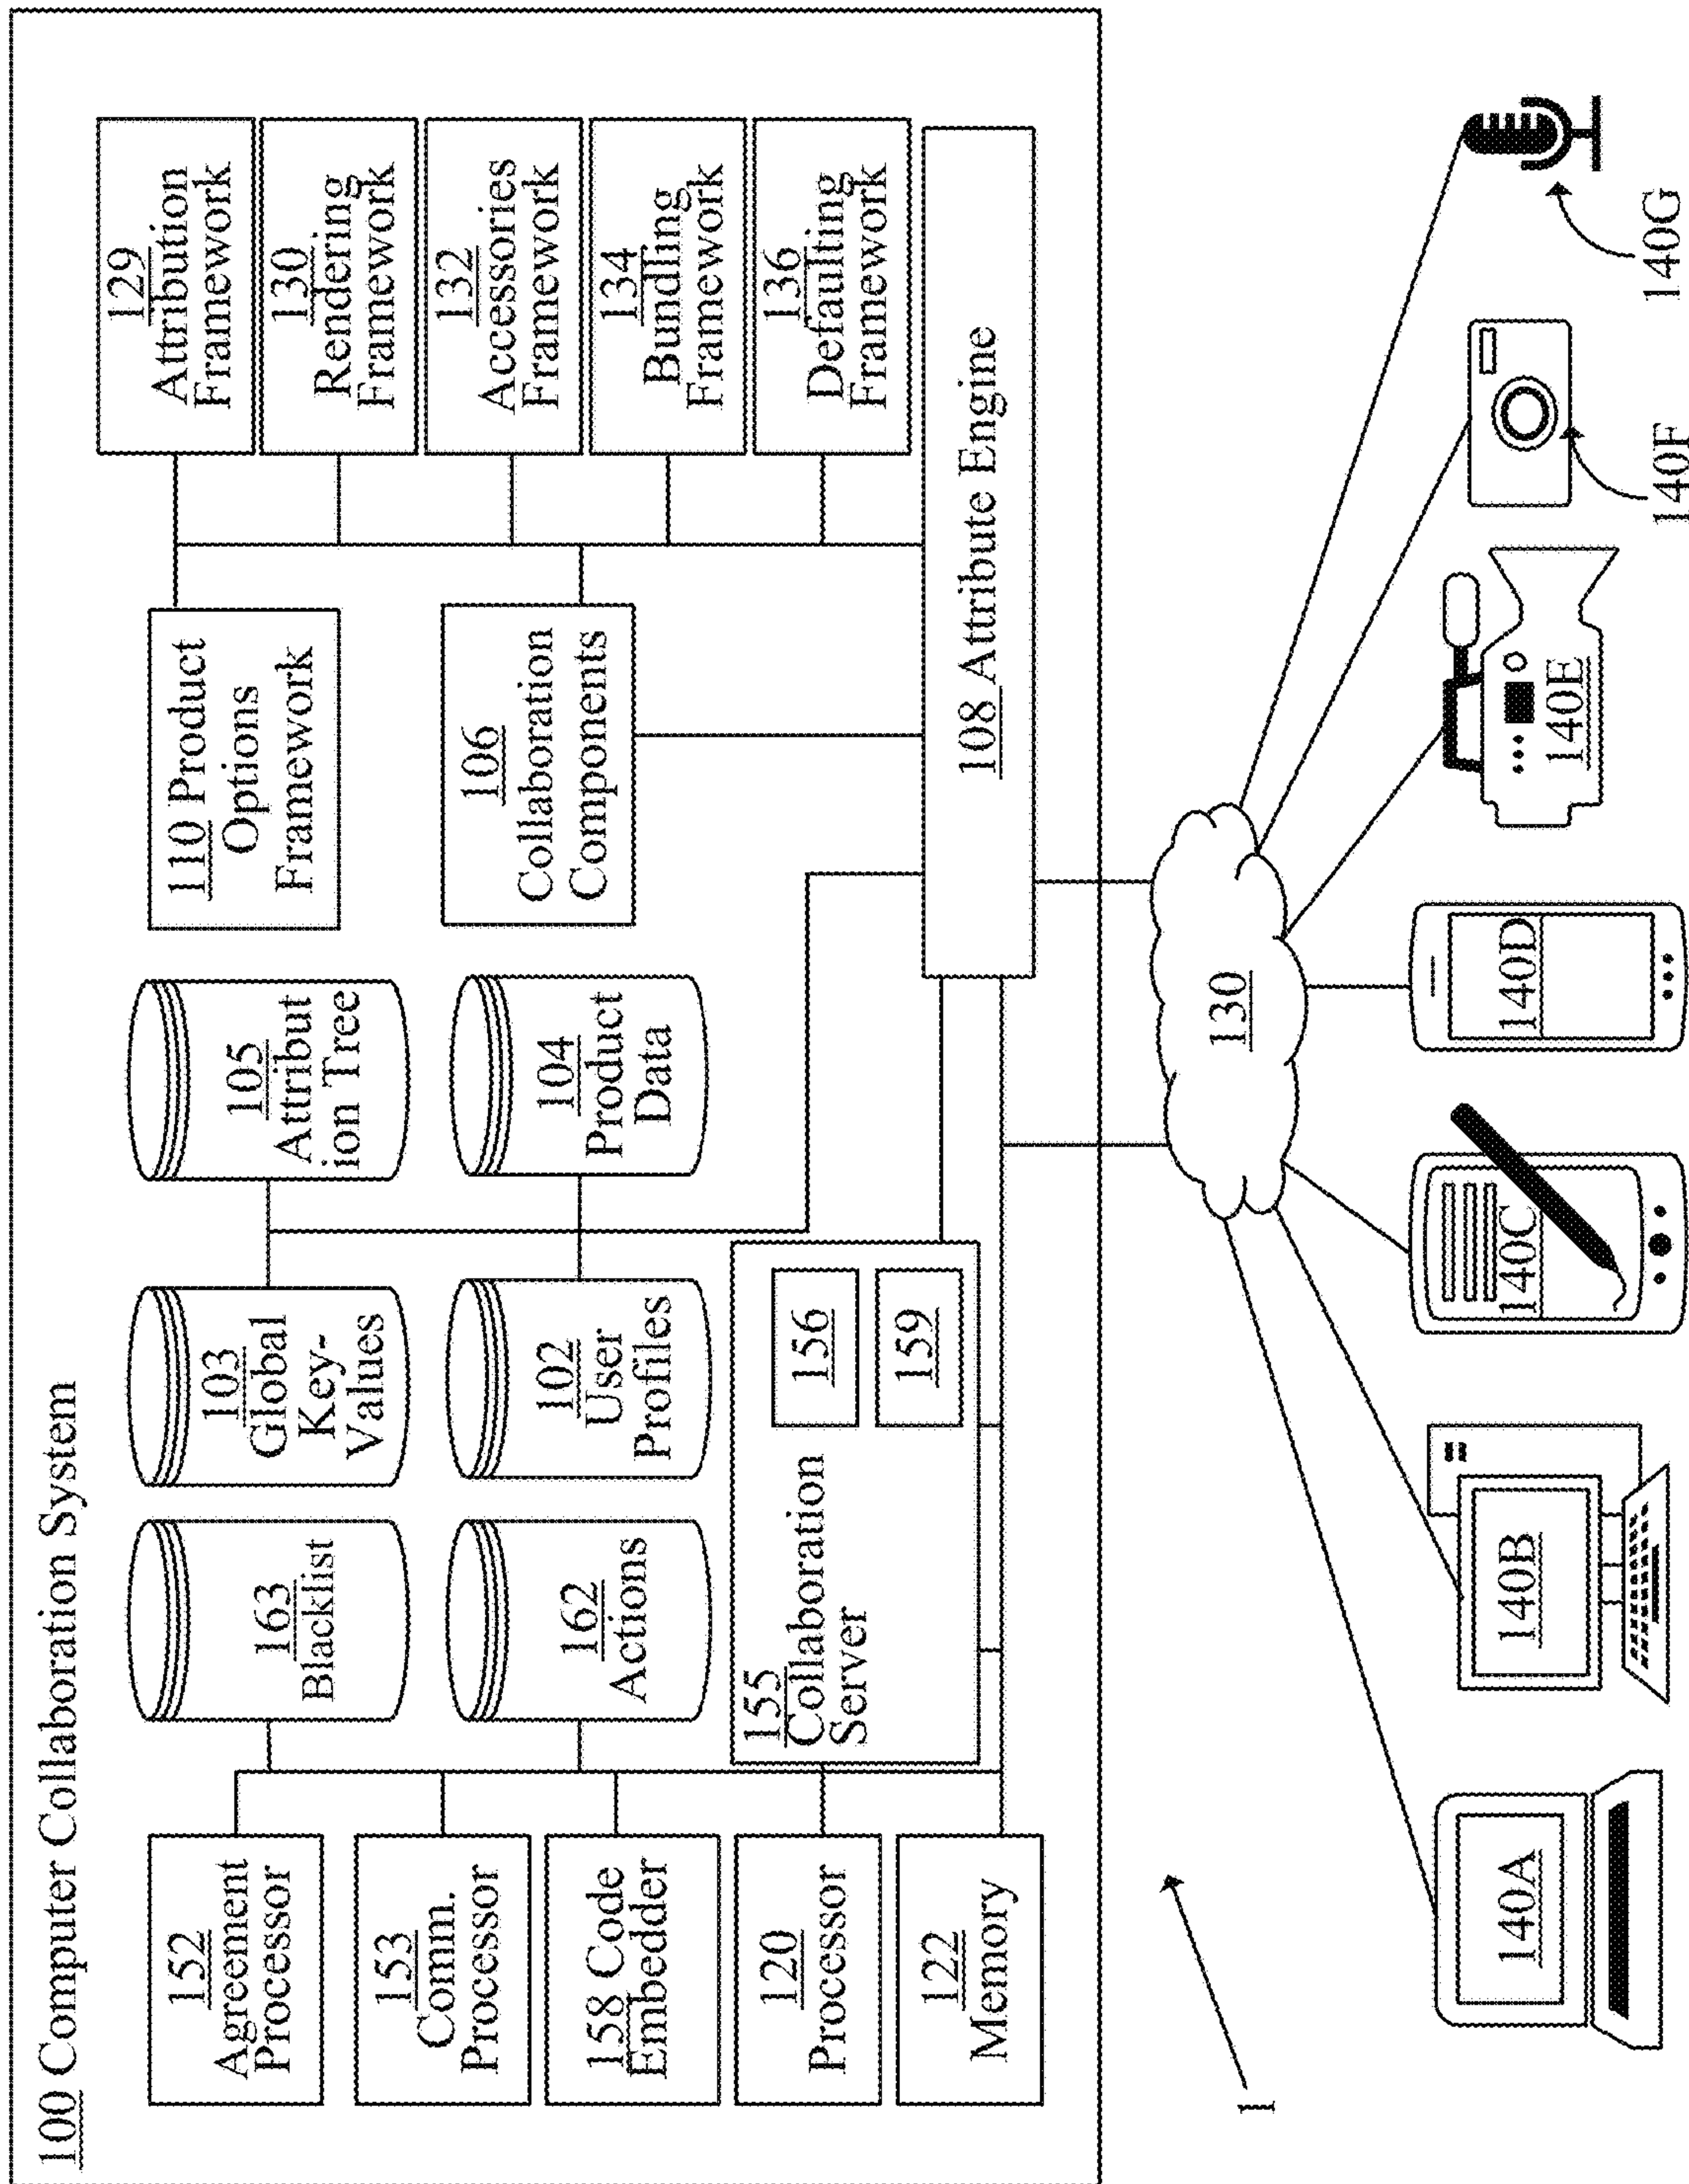 100 Computer Collaboration System
152
Agreement
Processor
153
Comm.
Processor
158 Code
Embedder
120
Processor
122
Memory
163
Blacklist
162
Actions
103
Global
Key-
Values
102
User
Profiles
105
Attribut
ion Tree
104
Product
Data
155
Collaboration
Server
156
159
110 Product
Options
Framework
106
Collaboration
Components
129
Attribution
Framework
130
Rendering
Framework
132
Accessories
Framework
134
Bundling
Framework
136
Defaulting
Framework
108 Attribute Engine
130
1
140A
140B
140C
140D
140E
140F
140G